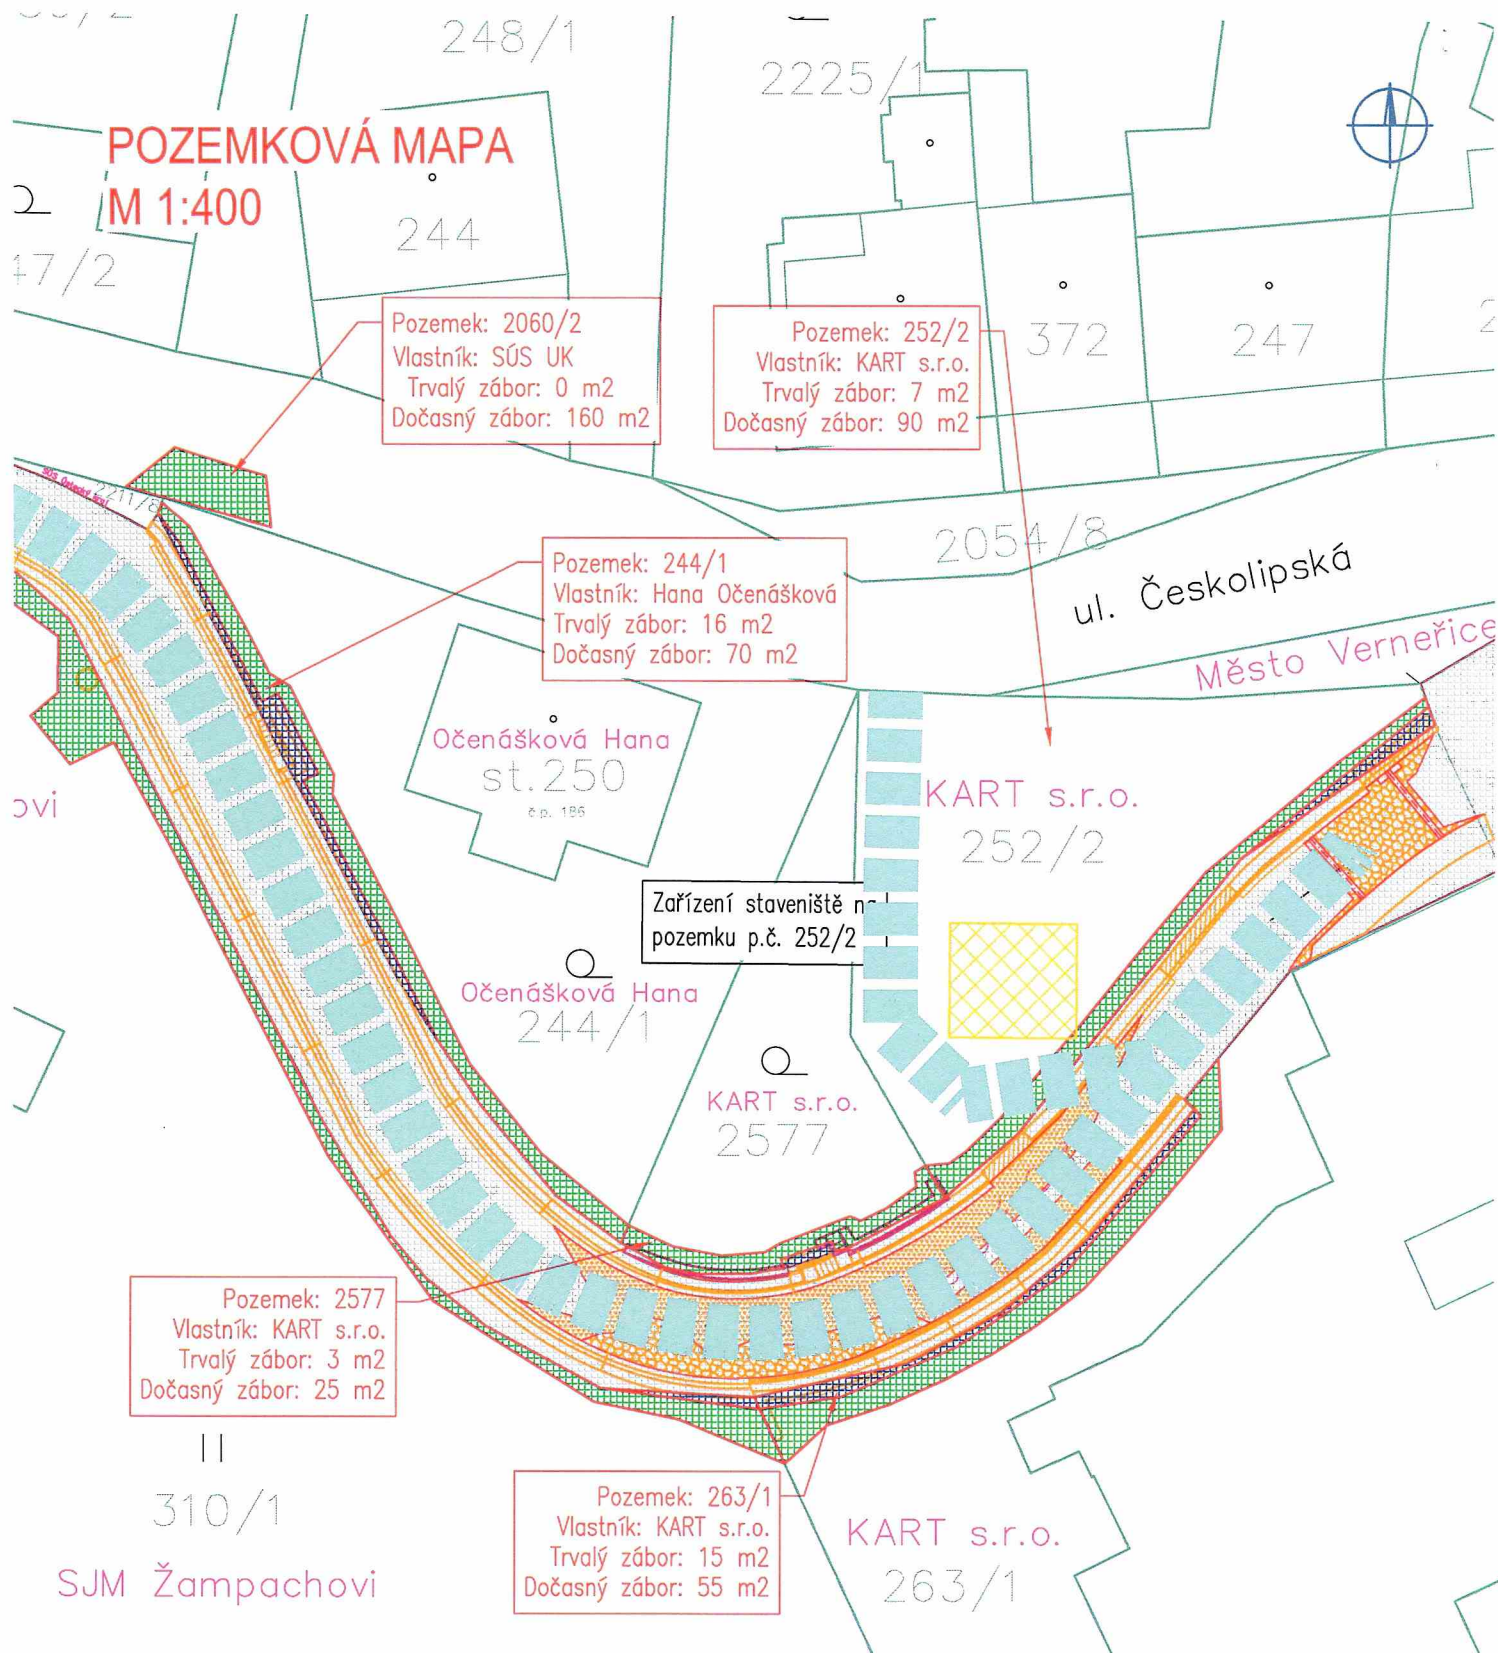 248/1
2225/1
POZEMKOVÁ MAPA
M 1:400
244
47/2
372
247
Pozemek: 2060/2
Vlastník: SÚS UK
Trvalý zábor: 0 m2
Dočasný zábor: 160 m2
Pozemek: 252/2
Vlastník: KART s.r.o.
Trvalý zábor: 7 m2
Dočasný zábor: 90 m2
2211/8
2054/8
ul. Českolipská
Město Verneřice
Pozemek: 244/1
Vlastník: Hana Očenášková
Trvalý zábor: 16 m2
Dočasný zábor: 70 m2
Očenášková Hana
st.250
č.p. 186
ovi
KART s.r.o.
252/2
Zařízení staveniště na
pozemku p.č. 252/2
Očenášková Hana
244/1
KART s.r.o.
2577
Pozemek: 2577
Vlastník: KART s.r.o.
Trvalý zábor: 3 m2
Dočasný zábor: 25 m2
310/1
SJM Žampachovi
Pozemek: 263/1
Vlastník: KART s.r.o.
Trvalý zábor: 15 m2
Dočasný zábor: 55 m2
KART s.r.o.
263/1